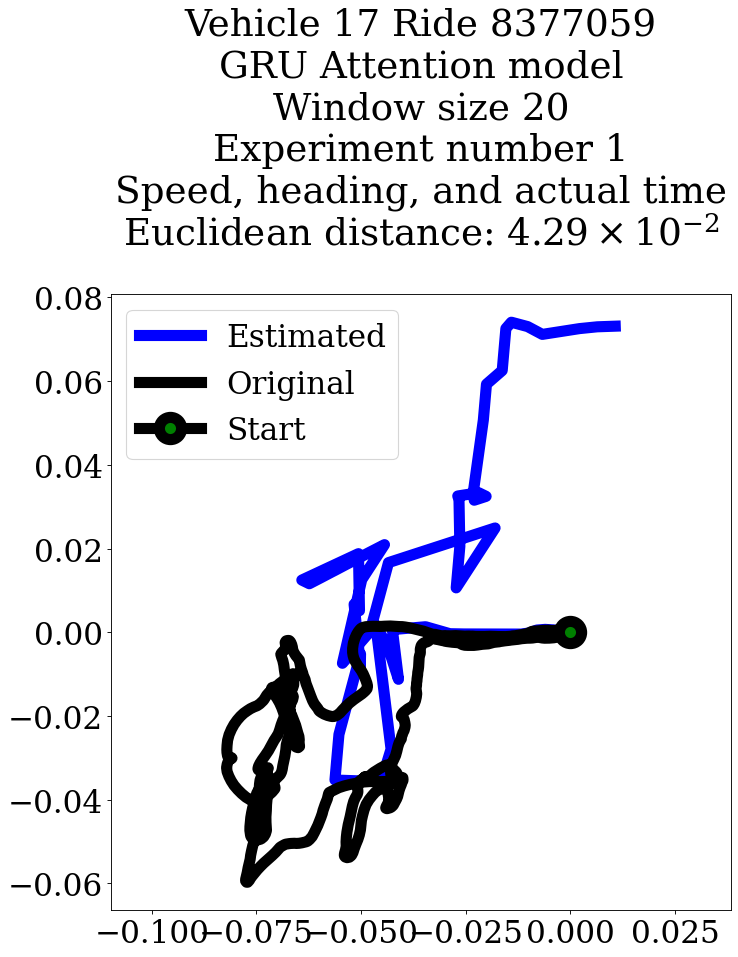 Vehicle 17 Ride 8377059
GRU Attention model
Window size 20
Experiment number 1
Speed, heading, and actual time
Euclidean distance: 4.29 × 10⁻²
0.08
Estimated
0.06
Original
Start
0.04
0.02
0.00
−0.02
−0.04
−0.06
−0.100 −0.075 −0.050 −0.025 0.000 0.025